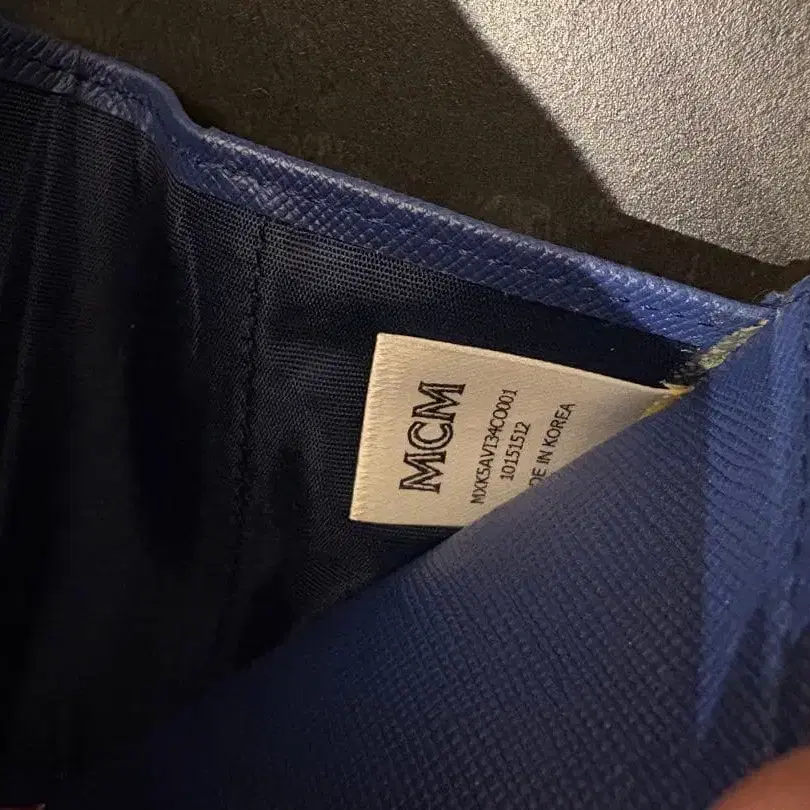 MCM
MXK5AVI34CO001
10151512
DE IN KOREA